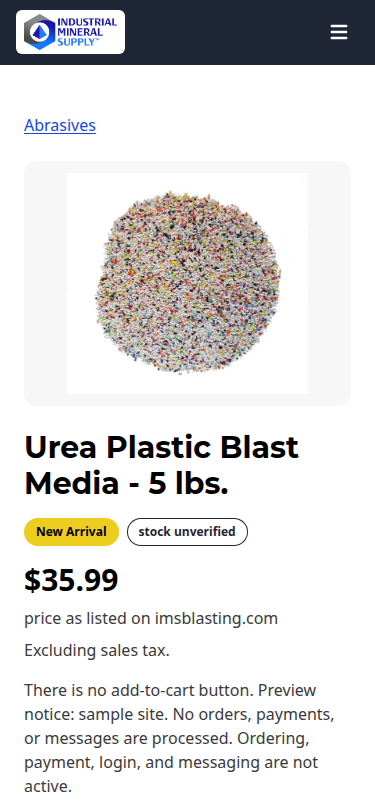 INDUSTRIAL
MINERAL
SUPPLY™
Abrasives
Urea Plastic Blast
Media - 5 lbs.
New Arrival
stock unverified
$35.99
price as listed on imsblasting.com
Excluding sales tax.
There is no add-to-cart button. Preview
notice: sample site. No orders, payments,
or messages are processed. Ordering,
payment, login, and messaging are not
active.